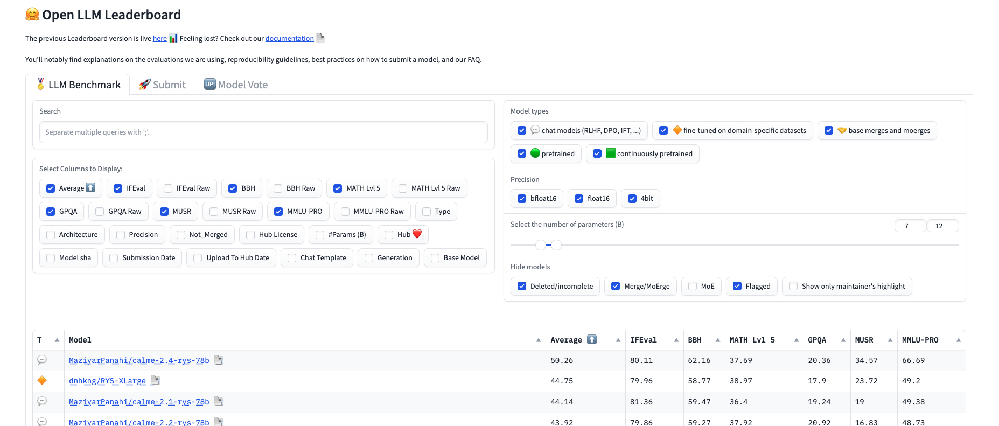 🤗 Open LLM Leaderboard
The previous Leaderboard version is live here 📊 Feeling lost? Check out our documentation 📄
You'll notably find explanations on the evaluations we are using, reproducibility guidelines, best practices on how to submit a model, and our FAQ.
🏅 LLM Benchmark 🚀 Submit 🆙 Model Vote
Search
Separate multiple queries with ';'.
Select Columns to Display:
Average ⬆️ IFEval IFEval Raw BBH BBH Raw MATH Lvl 5 MATH Lvl 5 Raw
GPQA GPQA Raw MUSR MUSR Raw MMLU-PRO MMLU-PRO Raw Type
Architecture Precision Not_Merged Hub License #Params (B) Hub ❤️
Model sha Submission Date Upload To Hub Date Chat Template Generation Base Model
Model types
💬 chat models (RLHF, DPO, IFT, ...) 🔶 fine-tuned on domain-specific datasets 🤝 base merges and moerges
🟢 pretrained 🟩 continuously pretrained
Precision
bfloat16 float16 4bit
Select the number of parameters (B) 7 12
Hide models
Deleted/incomplete Merge/MoErge MoE Flagged Show only maintainer's highlight
T Model Average ⬆️ IFEval BBH MATH Lvl 5 GPQA MUSR MMLU-PRO
💬 MaziyarPanahi/calme-2.4-rys-78b 📑 50.26 80.11 62.16 37.69 20.36 34.57 66.69
🔶 dnhkng/RYS-XLarge 📑 44.75 79.96 58.77 38.97 17.9 23.72 49.2
💬 MaziyarPanahi/calme-2.1-rys-78b 📑 44.14 81.36 59.47 36.4 19.24 19 49.38
💬 MaziyarPanahi/calme-2.2-rys-78b 📑 43.92 79.86 59.27 37.92 20.92 16.83 48.73